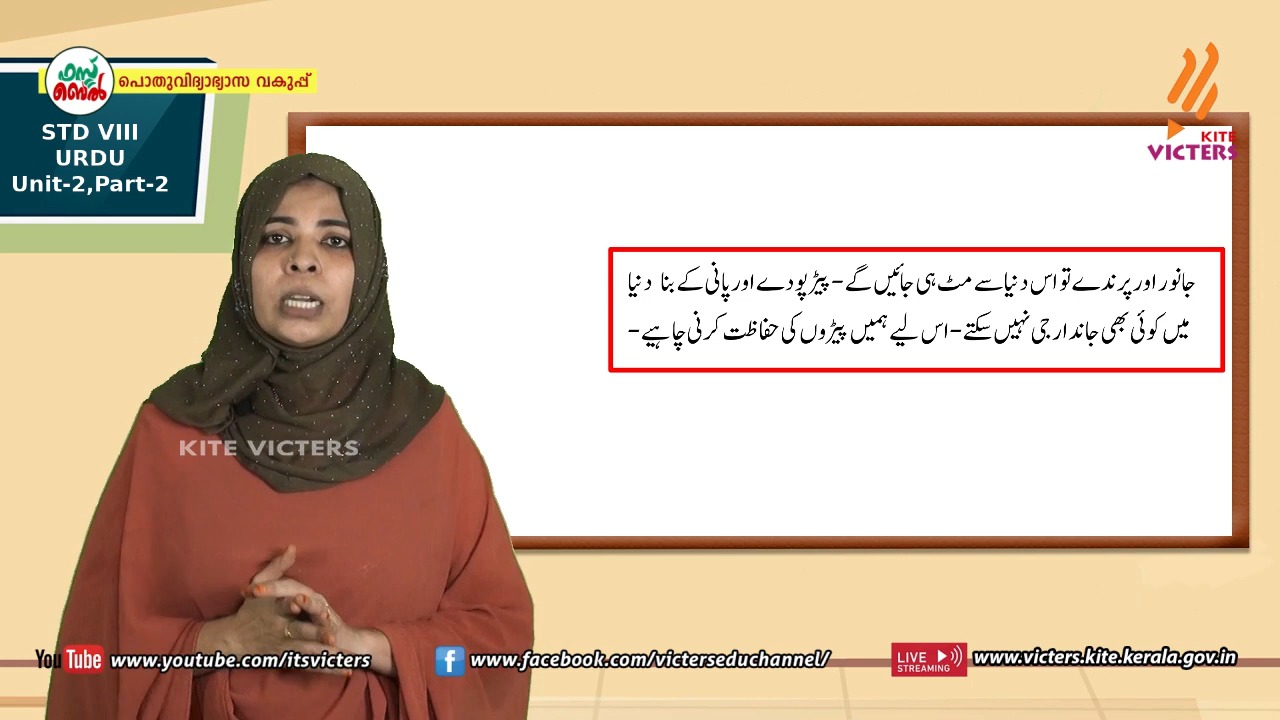 ഫസ്റ്റ് ബെൽ
പൊതുവിദ്യാഭ്യാസ വകുപ്പ്
STD VIII
URDU
Unit-2,Part-2
KITE
VICTERS
جانور اور پرندے تو اس دنیا سے مٹ ہی جائیں گے - پیڑ پودے اور پانی کے بنا دنیا
میں کوئی بھی جاندار جی نہیں سکتے - اس لیے ہمیں پیڑوں کی حفاظت کرنی چاہیے -
KITE VICTERS
You Tube www.youtube.com/itsvicters
f www.facebook.com/victerseduchannel/
LIVE
STREAMING
www.victers.kite.kerala.gov.in